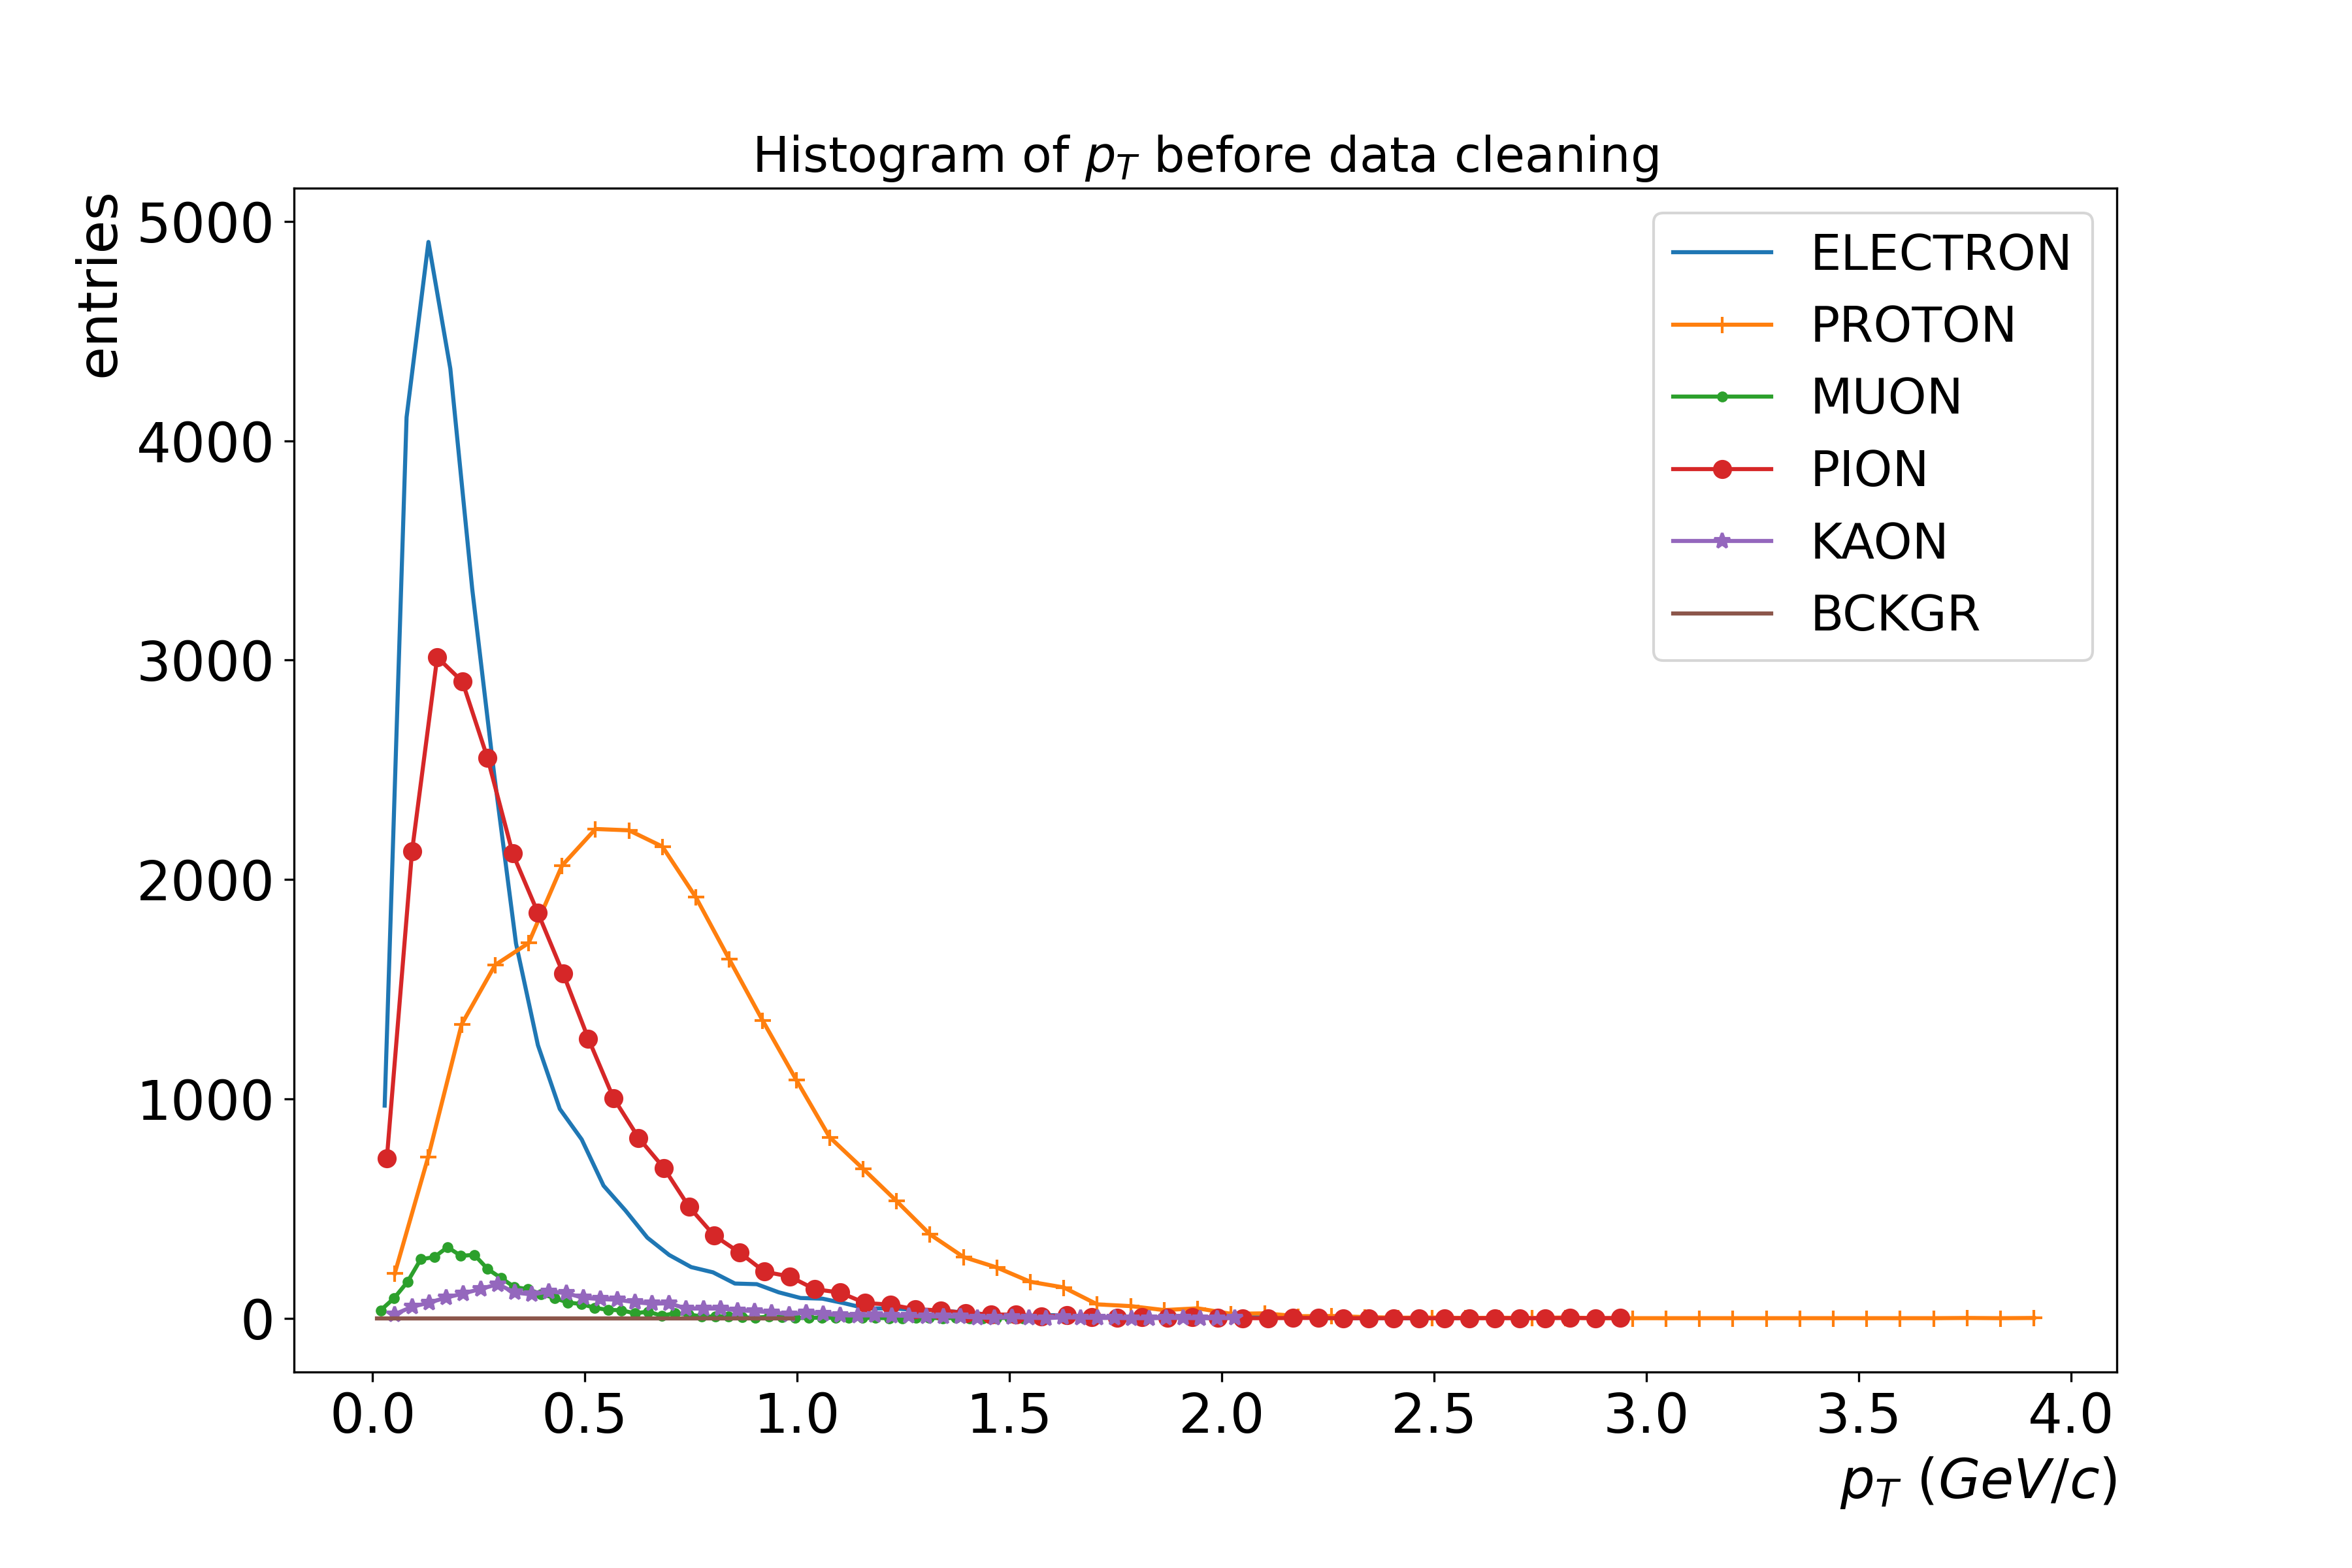 Histogram of p_T before data cleaning
entries
5000
4000
3000
2000
1000
0
ELECTRON
PROTON
MUON
PION
KAON
BCKGR
0.0 0.5 1.0 1.5 2.0 2.5 3.0 3.5 4.0
p_T (GeV/c)